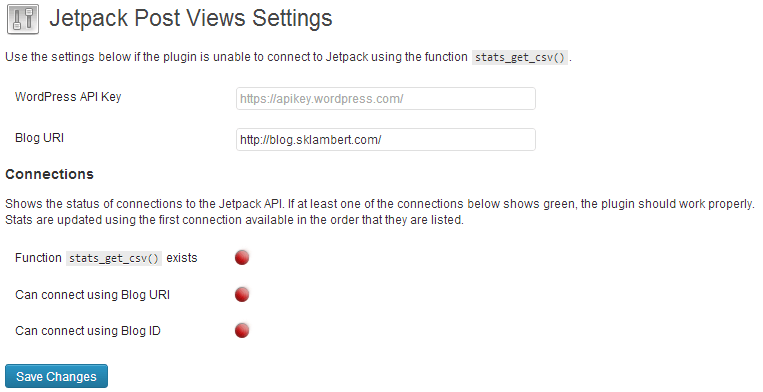 Jetpack Post Views Settings
Use the settings below if the plugin is unable to connect to Jetpack using the function stats_get_csv() .
WordPress API Key
https://apikey.wordpress.com/
Blog URI
http://blog.sklambert.com/
Connections
Shows the status of connections to the Jetpack API. If at least one of the connections below shows green, the plugin should work properly.
Stats are updated using the first connection available in the order that they are listed.
Function stats_get_csv() exists
Can connect using Blog URI
Can connect using Blog ID
Save Changes